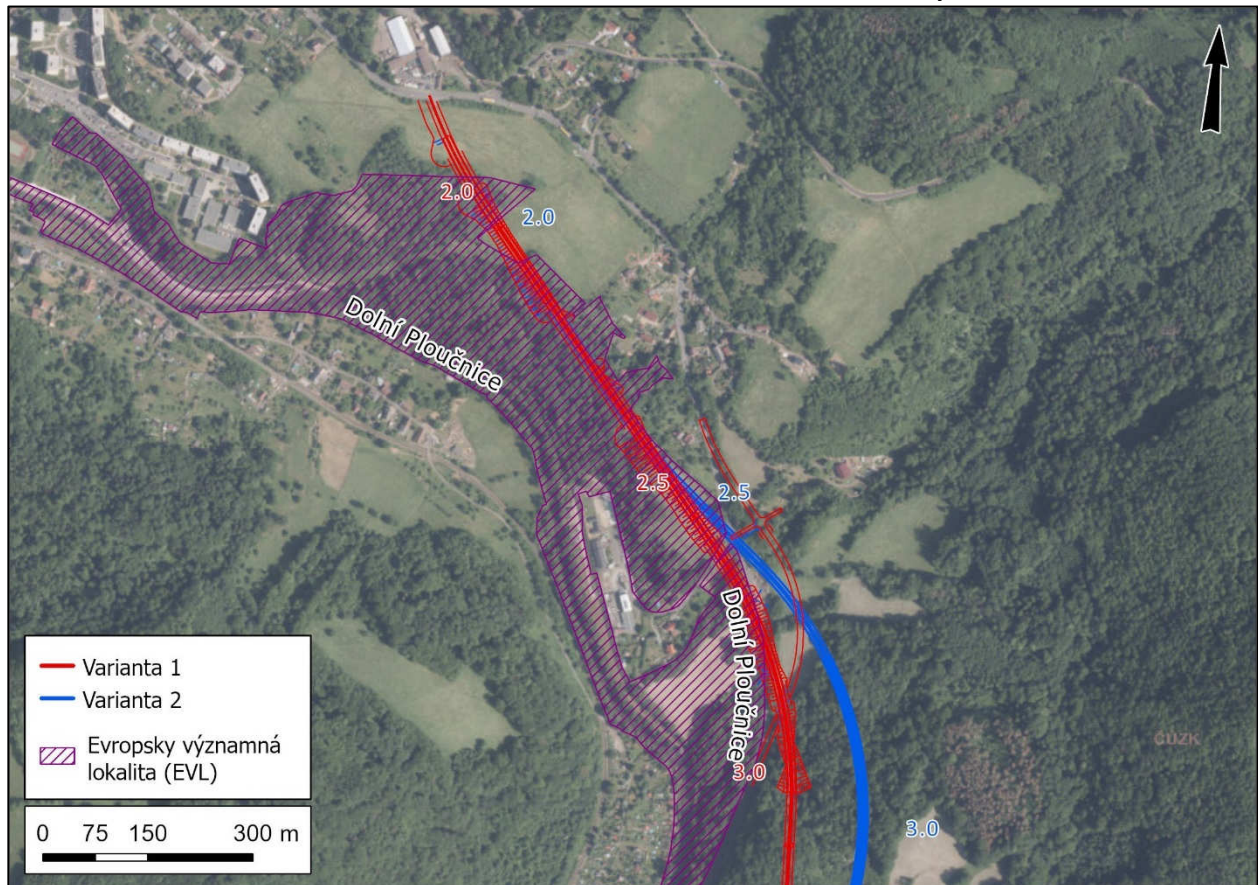 2.0
2.0
Dolní Ploučnice
2.5
2.5
Dolní Ploučnice
3.0
3.0
ČÚZK
Varianta 1
Varianta 2
Evropsky významná
lokalita (EVL)
0 75 150 300 m